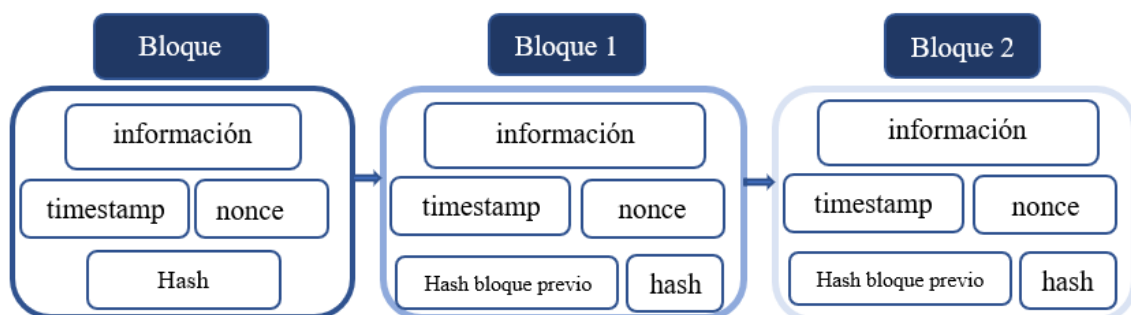 Bloque
Bloque 1
Bloque 2
información
timestamp
nonce
Hash
información
timestamp
nonce
Hash bloque previo
hash
información
timestamp
nonce
Hash bloque previo
hash